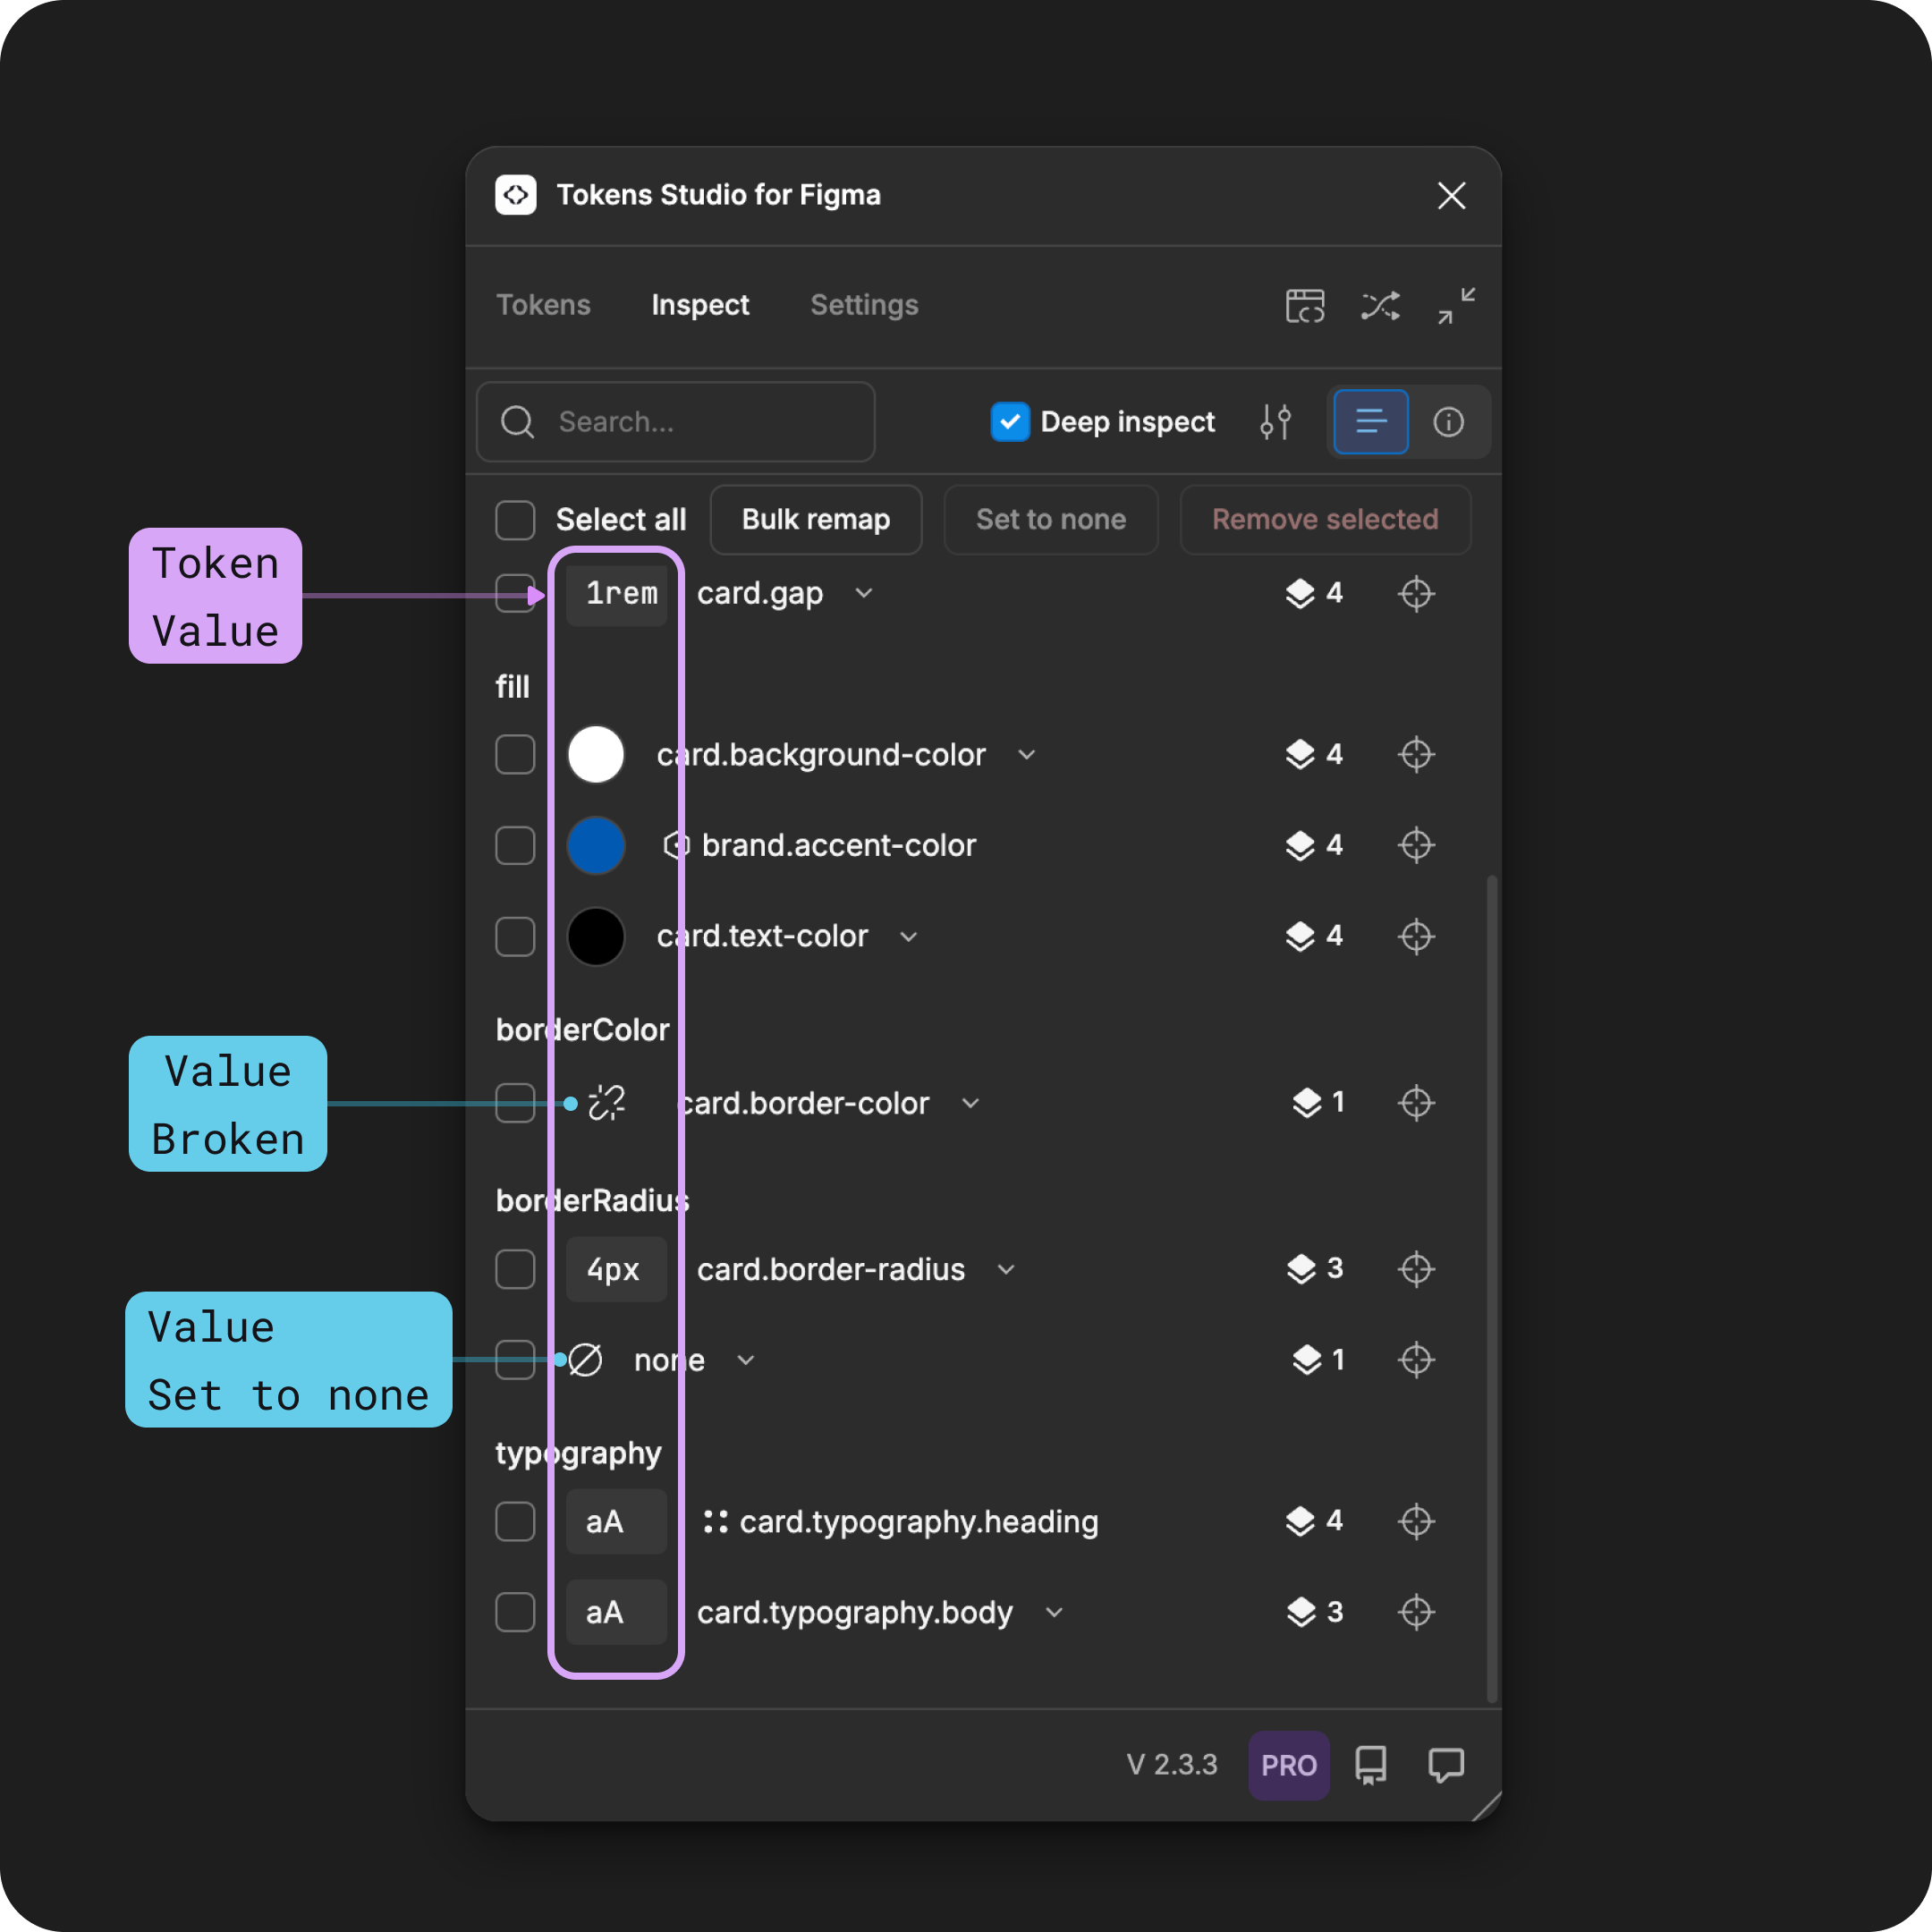 Tokens Studio for Figma
Tokens Inspect Settings
Search... Deep inspect
Select all Bulk remap Set to none Remove selected
Token
Value
1rem card.gap 4
fill
card.background-color 4
brand.accent-color 4
card.text-color 4
borderColor
Value
Broken
card.border-color 1
borderRadius
4px card.border-radius 3
Value
Set to none
none 1
typography
aA card.typography.heading 4
aA card.typography.body 3
V 2.3.3 PRO